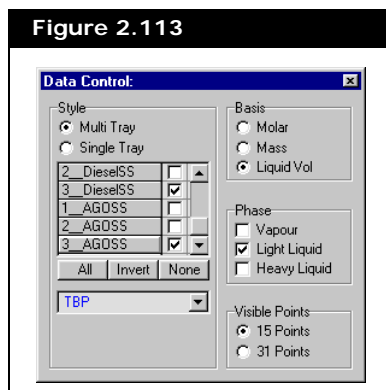 Figure 2.113
Data Control:
Style
Multi Tray
Single Tray
2__DieselSS
3__DieselSS
1__AGOSS
2__AGOSS
3__AGOSS
All Invert None
TBP
Basis
Molar
Mass
Liquid Vol
Phase
Vapour
Light Liquid
Heavy Liquid
Visible Points
15 Points
31 Points